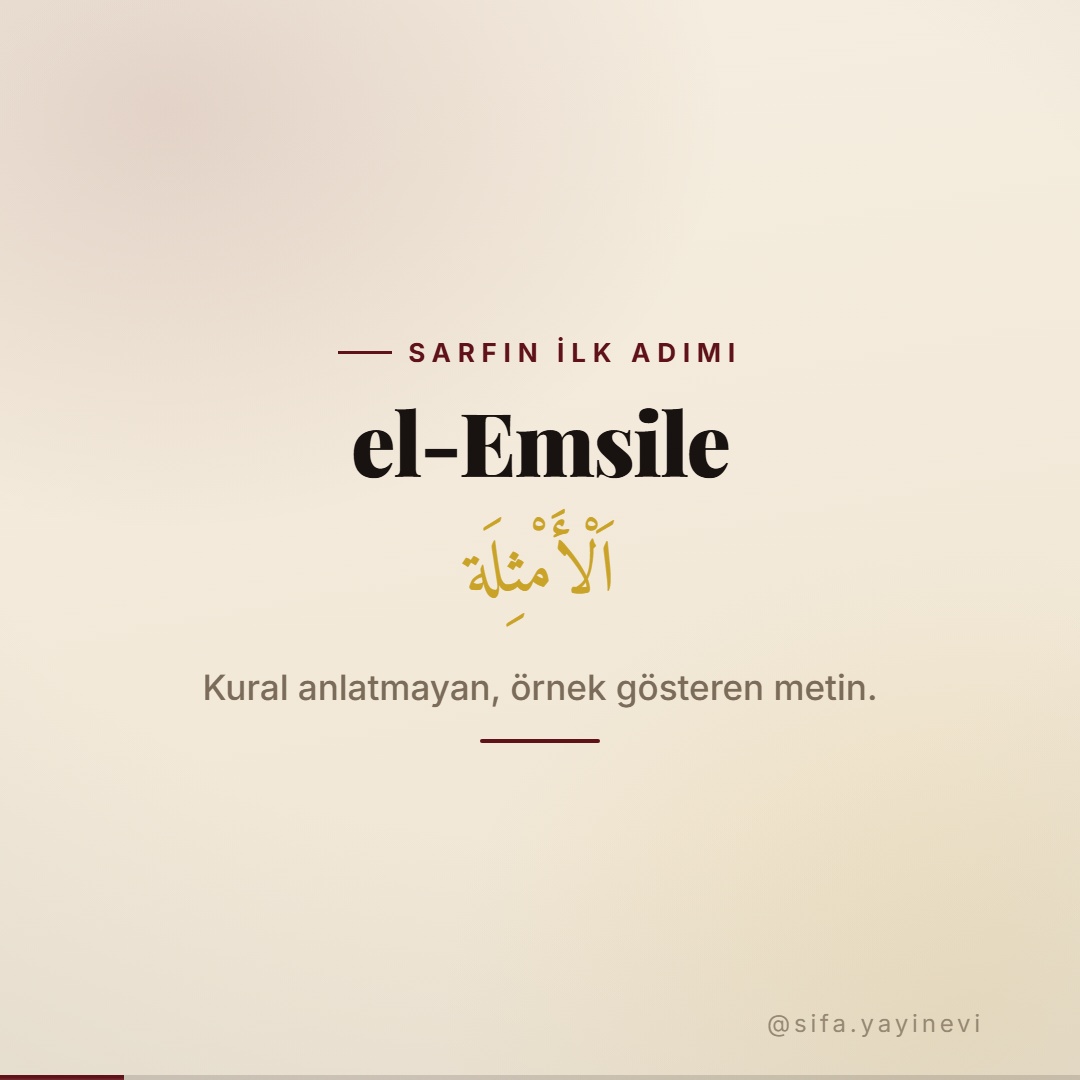 SARFIN İLK ADIMI
el-Emsile
اَلْأَمْثِلَة
Kural anlatmayan, örnek gösteren metin.
@sifa.yayinevi